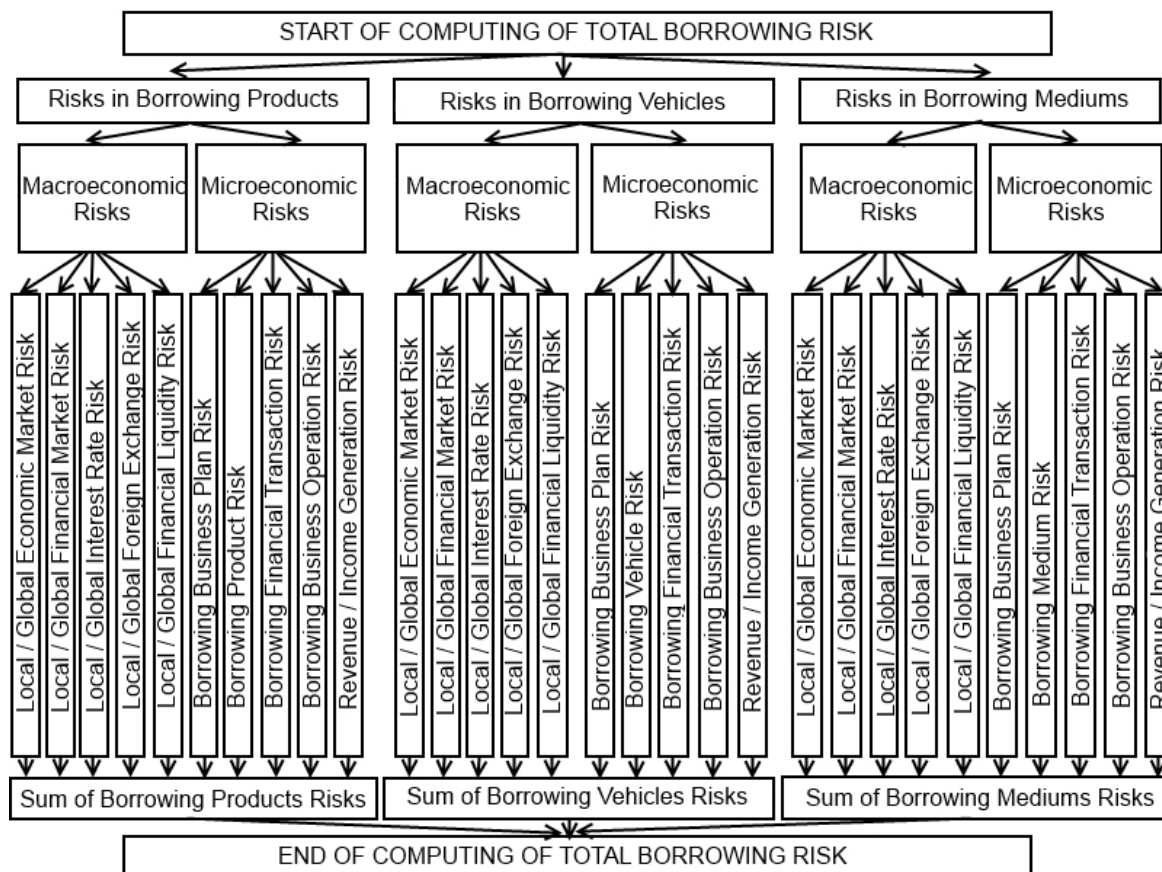 START OF COMPUTING OF TOTAL BORROWING RISK
Risks in Borrowing Products
Risks in Borrowing Vehicles
Risks in Borrowing Mediums
Macroeconomic
Risks
Microeconomic
Risks
Macroeconomic
Risks
Microeconomic
Risks
Macroeconomic
Risks
Microeconomic
Risks
Local / Global Economic Market Risk
Local / Global Financial Market Risk
Local / Global Interest Rate Risk
Local / Global Foreign Exchange Risk
Local / Global Financial Liquidity Risk
Borrowing Business Plan Risk
Borrowing Product Risk
Borrowing Financial Transaction Risk
Borrowing Business Operation Risk
Revenue / Income Generation Risk
Local / Global Economic Market Risk
Local / Global Financial Market Risk
Local / Global Interest Rate Risk
Local / Global Foreign Exchange Risk
Local / Global Financial Liquidity Risk
Borrowing Business Plan Risk
Borrowing Vehicle Risk
Borrowing Financial Transaction Risk
Borrowing Business Operation Risk
Revenue / Income Generation Risk
Local / Global Economic Market Risk
Local / Global Financial Market Risk
Local / Global Interest Rate Risk
Local / Global Foreign Exchange Risk
Local / Global Financial Liquidity Risk
Borrowing Business Plan Risk
Borrowing Medium Risk
Borrowing Financial Transaction Risk
Borrowing Business Operation Risk
Revenue / Income Generation Risk
Sum of Borrowing Products Risks
Sum of Borrowing Vehicles Risks
Sum of Borrowing Mediums Risks
END OF COMPUTING OF TOTAL BORROWING RISK